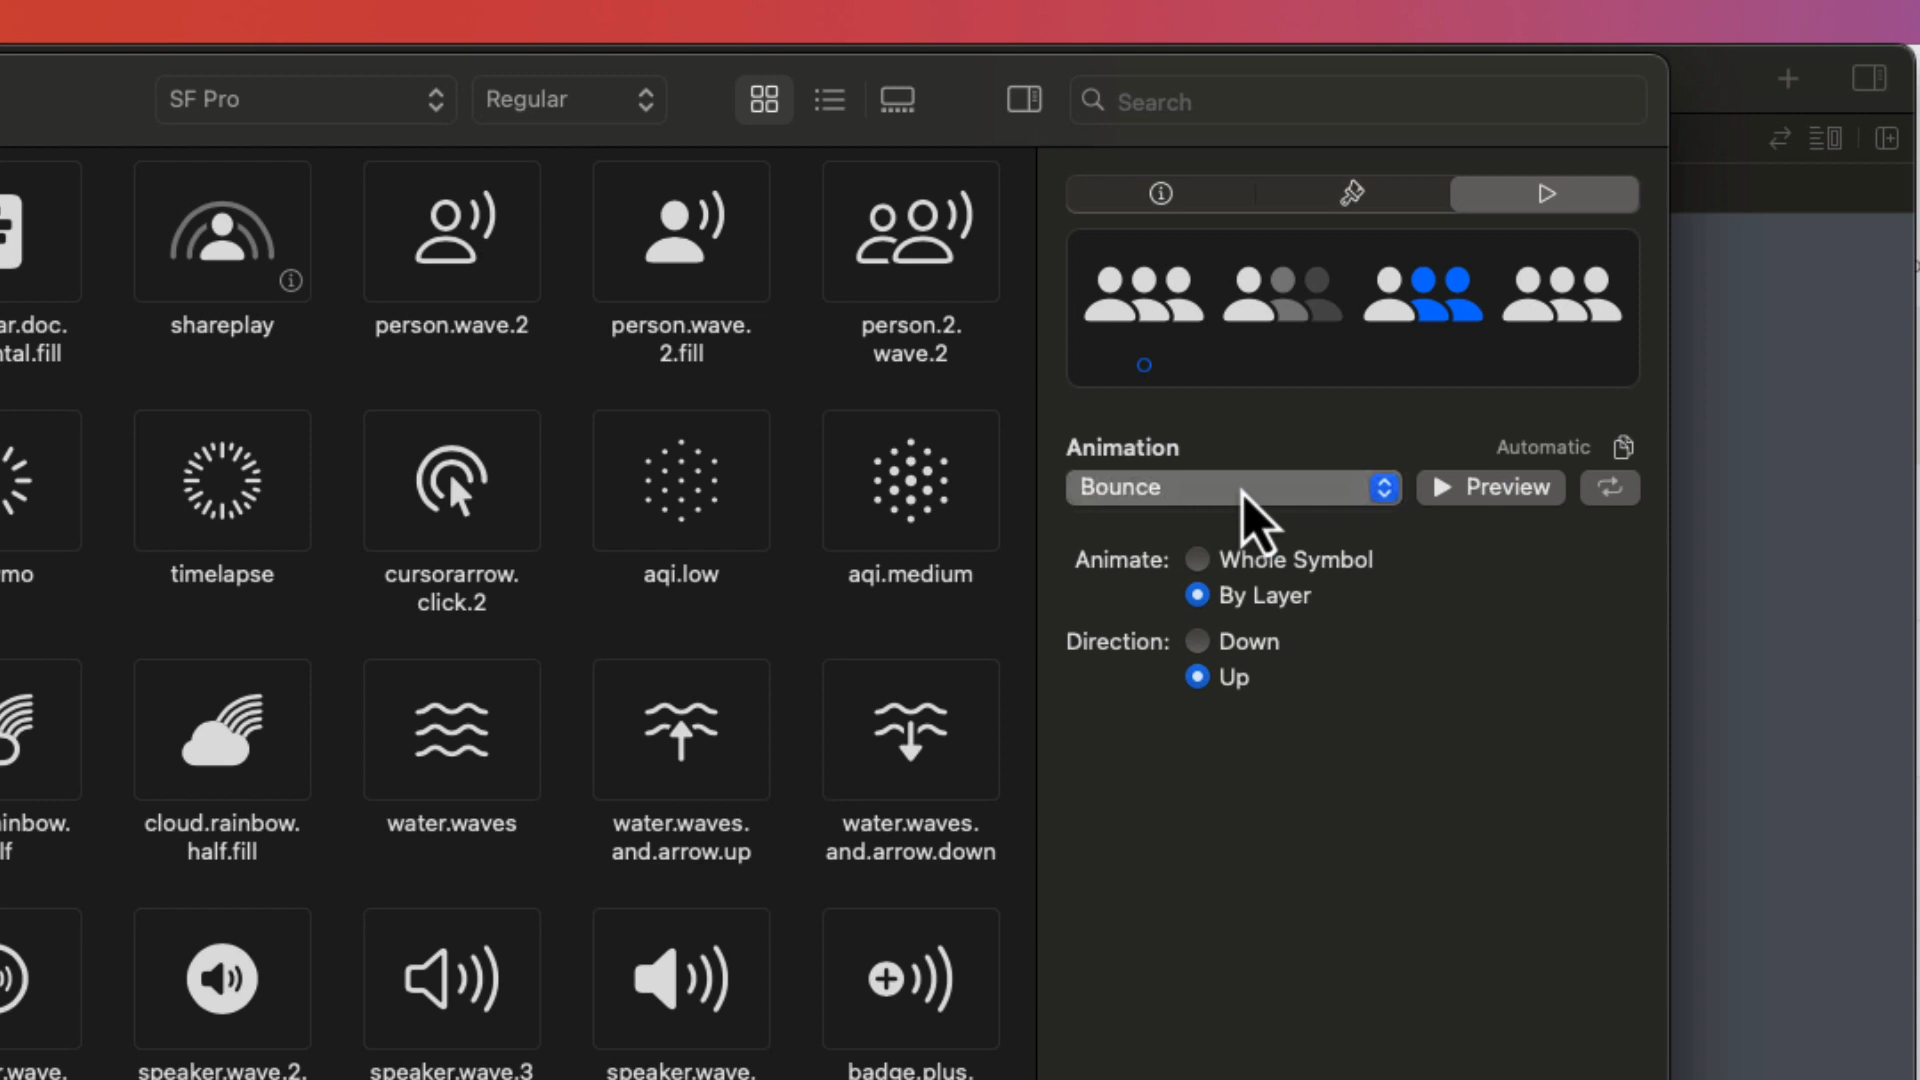 SF Pro
Regular
Search
ar.doc.
ntal.fill
shareplay
person.wave.2
person.wave.
2.fill
person.2.
wave.2
Animation
Automatic
Bounce
Preview
Animate:
Whole Symbol
By Layer
Direction:
Down
Up
mo
timelapse
cursorarrow.
click.2
aqi.low
aqi.medium
inbow.
lf
cloud.rainbow.
half.fill
water.waves
water.waves.
and.arrow.up
water.waves.
and.arrow.down
.wave.
speaker.wave.2.
speaker.wave.3
speaker.wave.
badge.plus.